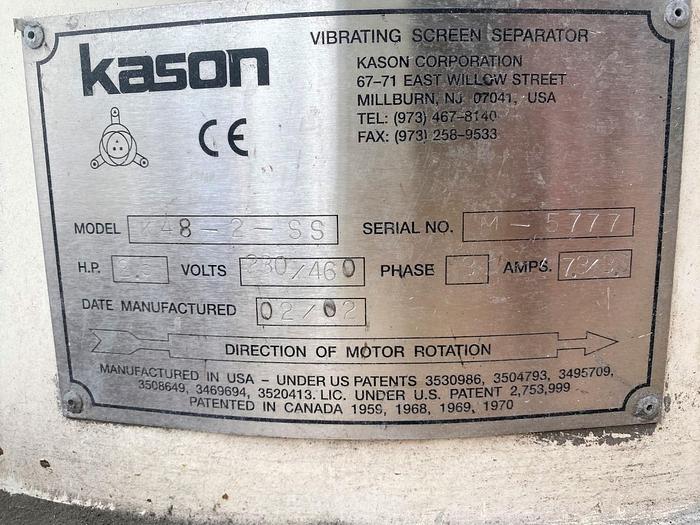 kason
CE
VIBRATING SCREEN SEPARATOR
KASON CORPORATION
67-71 EAST WILLOW STREET
MILLBURN, NJ 07041, USA
TEL: (973) 467-8140
FAX: (973) 258-9533
MODEL K48-2-SS SERIAL NO. M-5777
H.P. VOLTS 230/460 PHASE 3 AMPS.
DATE MANUFACTURED 02/02
DIRECTION OF MOTOR ROTATION
MANUFACTURED IN USA - UNDER US PATENTS 3530986, 3504793, 3495709,
3508649, 3469694, 3520413. LIC. UNDER U.S. PATENT 2,753,999
PATENTED IN CANADA 1959, 1968, 1969, 1970